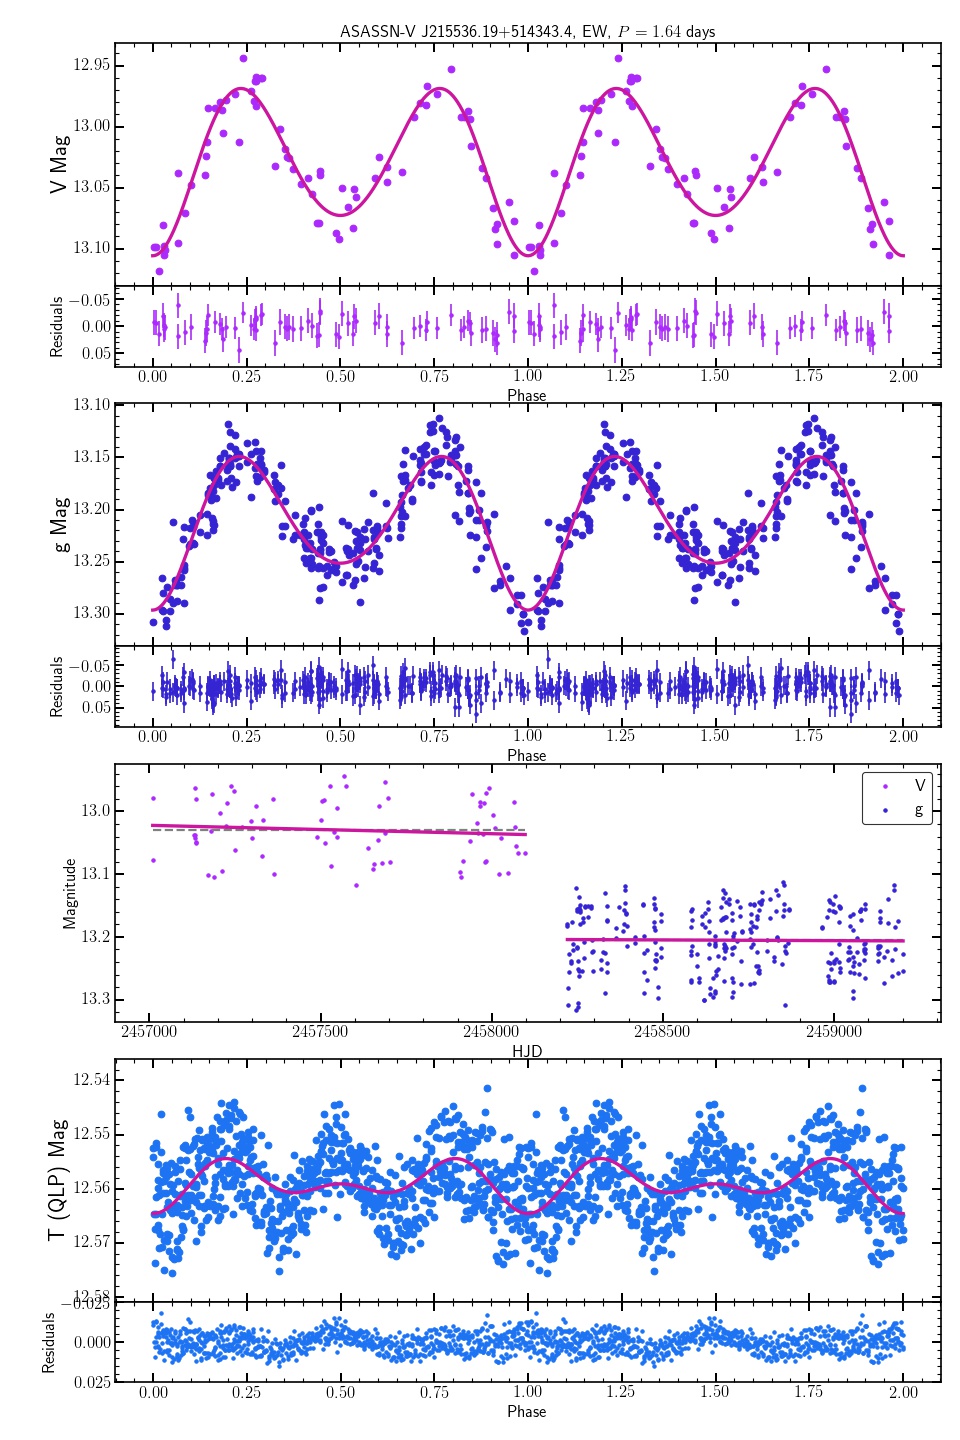 ASASSN-V J215536.19+514343.4, EW, P = 1.64 days
12.95
13.00
13.05
13.10
V Mag
−0.05
0.00
0.05
Residuals
0.00 0.25 0.50 0.75 1.00 1.25 1.50 1.75 2.00
Phase
13.10
13.15
13.20
13.25
13.30
g Mag
−0.05
0.00
0.05
Residuals
0.00 0.25 0.50 0.75 1.00 1.25 1.50 1.75 2.00
Phase
V
g
13.0
13.1
13.2
13.3
Magnitude
2457000 2457500 2458000 2458500 2459000
HJD
12.54
12.55
12.56
12.57
12.58
T (QLP) Mag
−0.025
0.000
0.025
Residuals
0.00 0.25 0.50 0.75 1.00 1.25 1.50 1.75 2.00
Phase